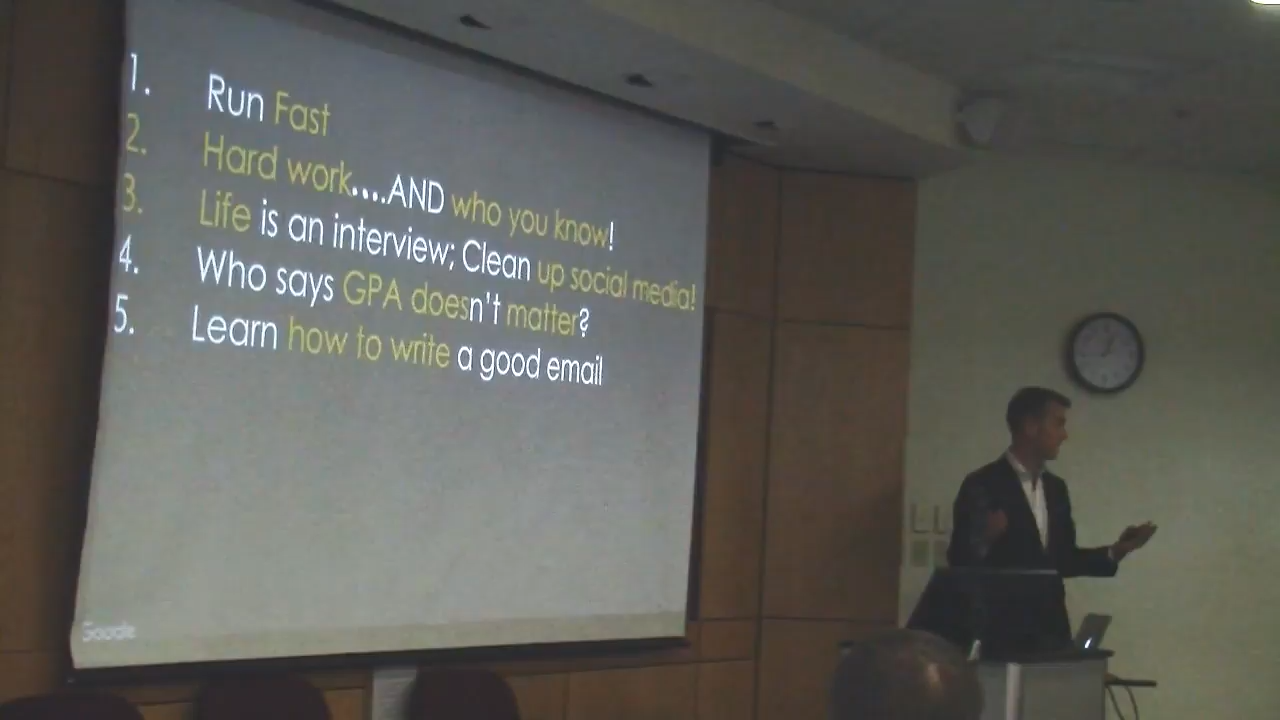 1. Run Fast
2. Hard work....AND who you know!
3. Life is an interview; Clean up social media!
4. Who says GPA doesn't matter?
5. Learn how to write a good email
Google